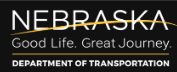 NEBRASKA
Good Life. Great Journey.
DEPARTMENT OF TRANSPORTATION